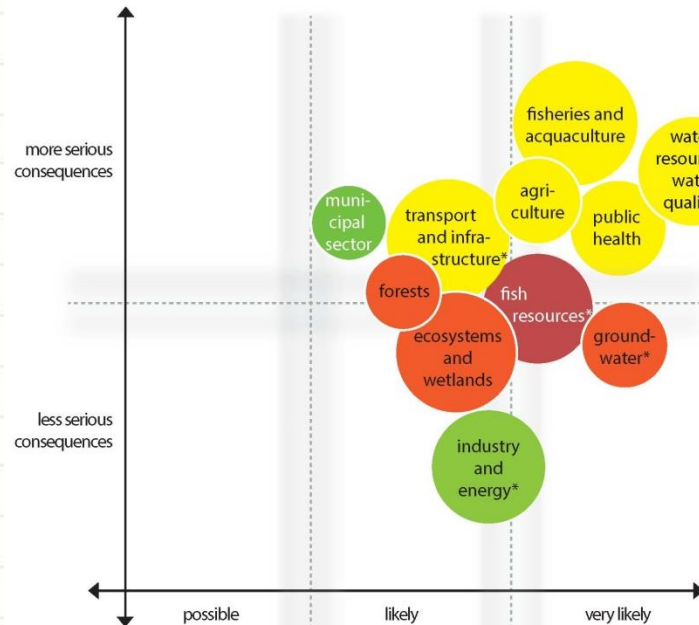 more serious
consequences
less serious
consequences
fisheries and
acquaculture
agri-
culture
public
health
muni-
cipal
sector
transport
and infra-
structure*
forests
fish
resources*
ground-
water*
ecosystems
and
wetlands
industry
and
energy*
possible
likely
very likely